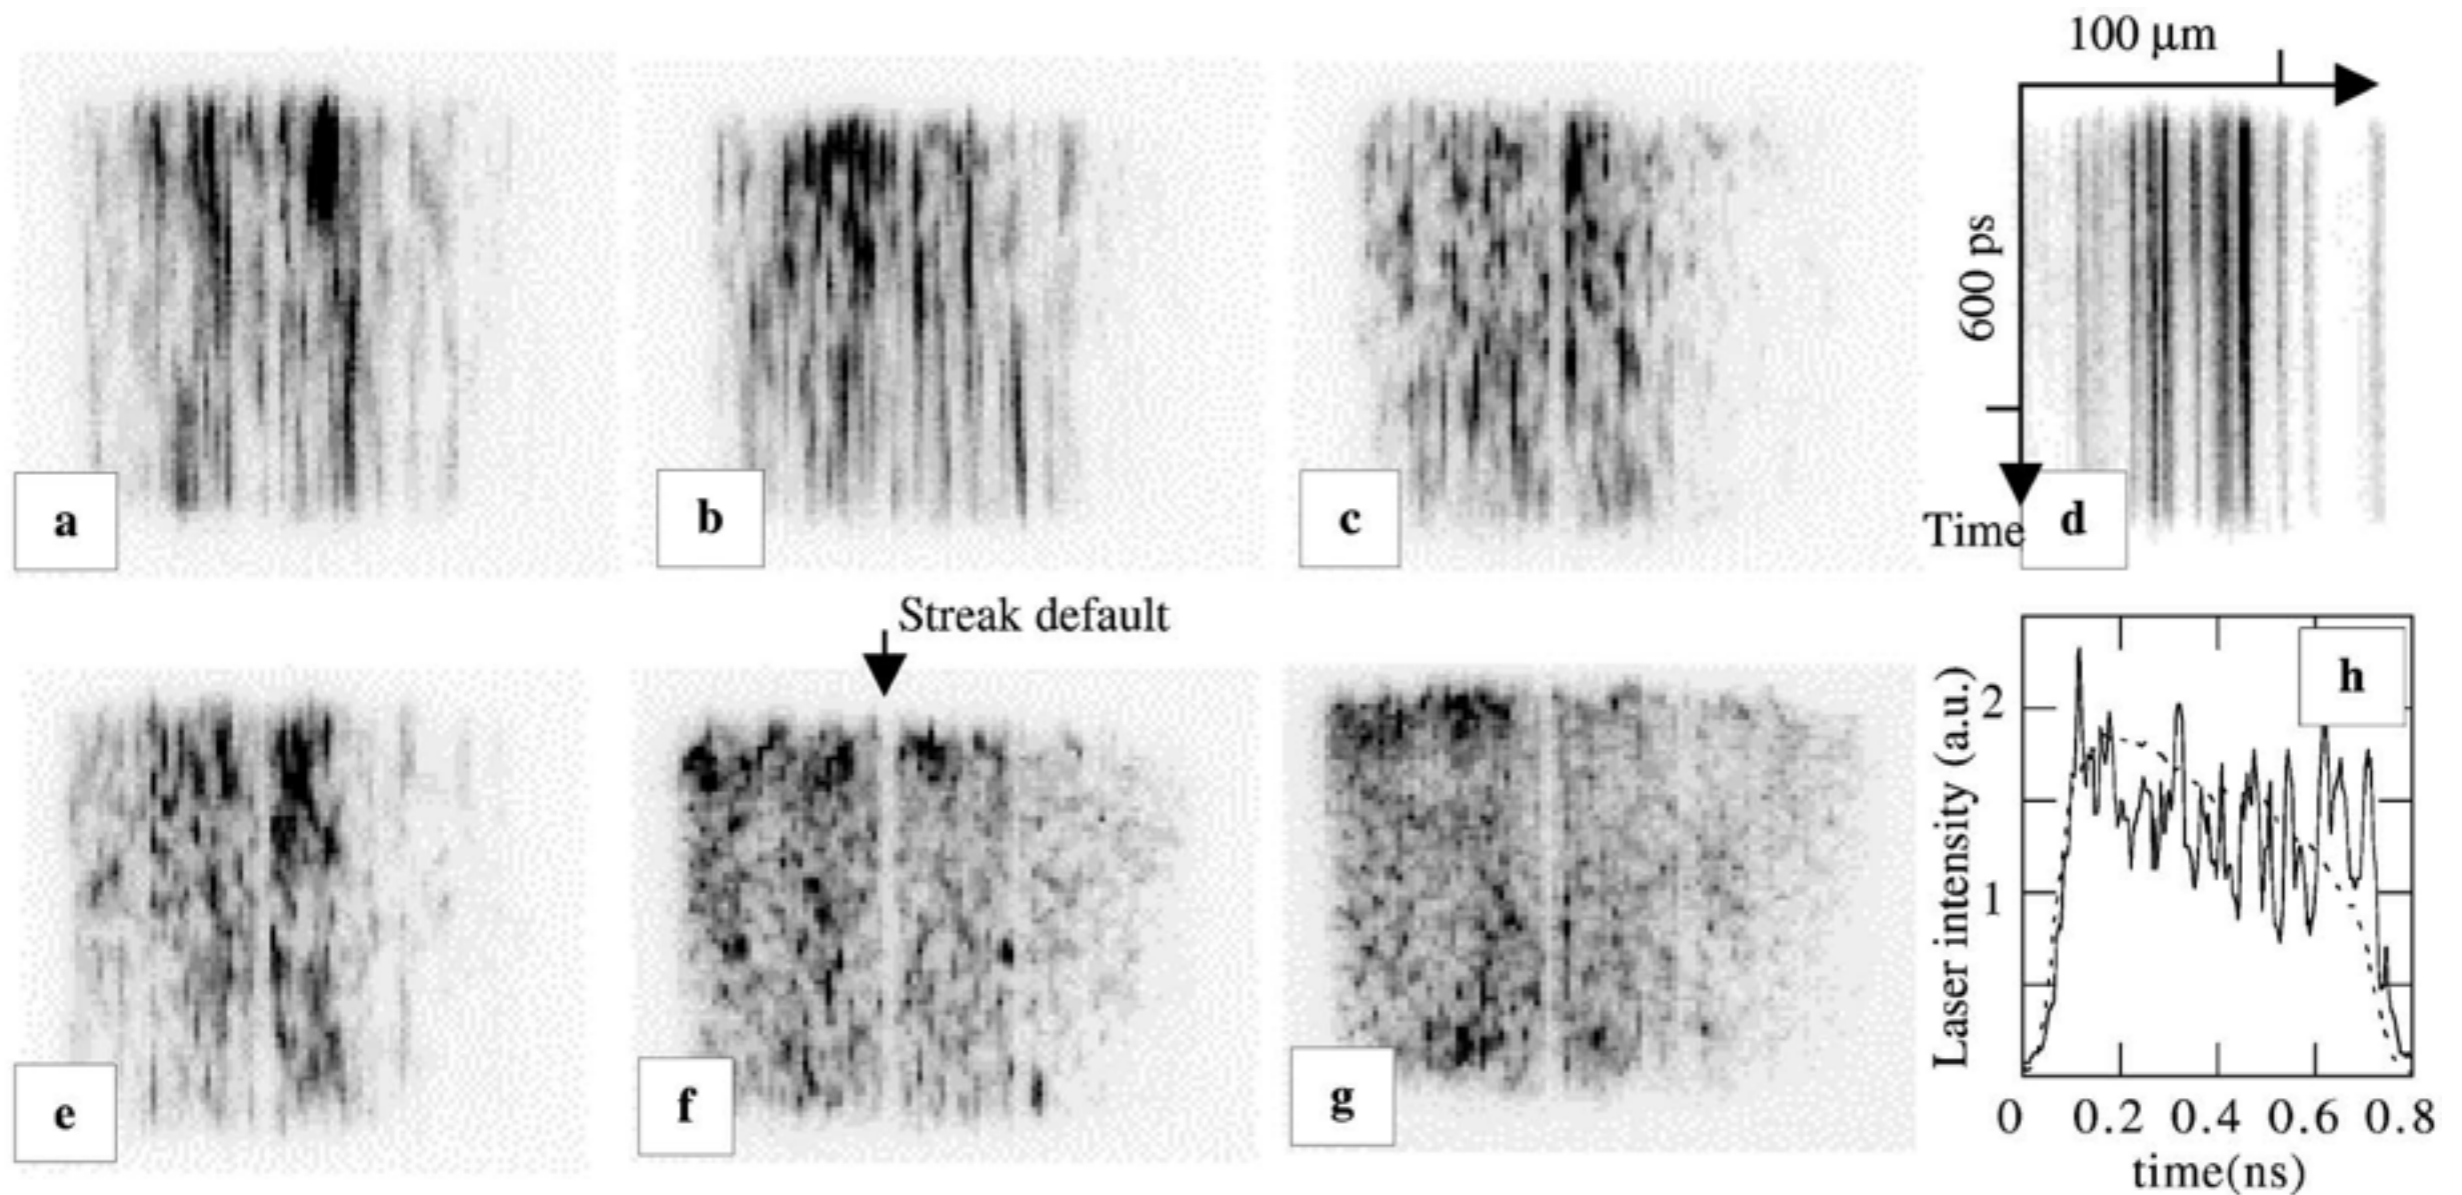 100 μm
600 ps
Time
a
b
c
d
Streak default
e
f
g
h
Laser intensity (a.u.)
2
1
0 0.2 0.4 0.6 0.8
time(ns)